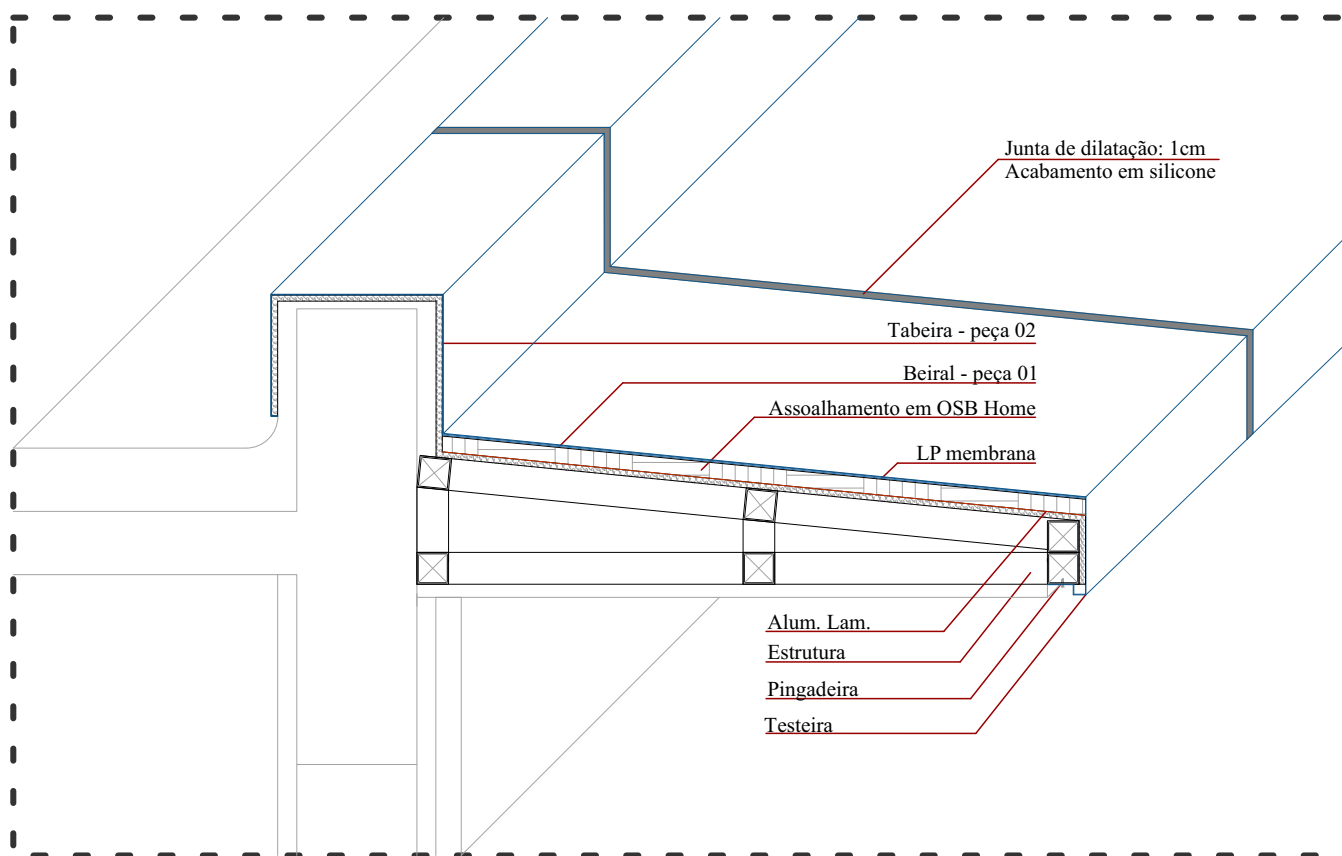 Junta de dilatação: 1cm
Acabamento em silicone
Tabeira - peça 02
Beiral - peça 01
Assoalhamento em OSB Home
LP membrana
Alum. Lam.
Estrutura
Pingadeira
Testeira